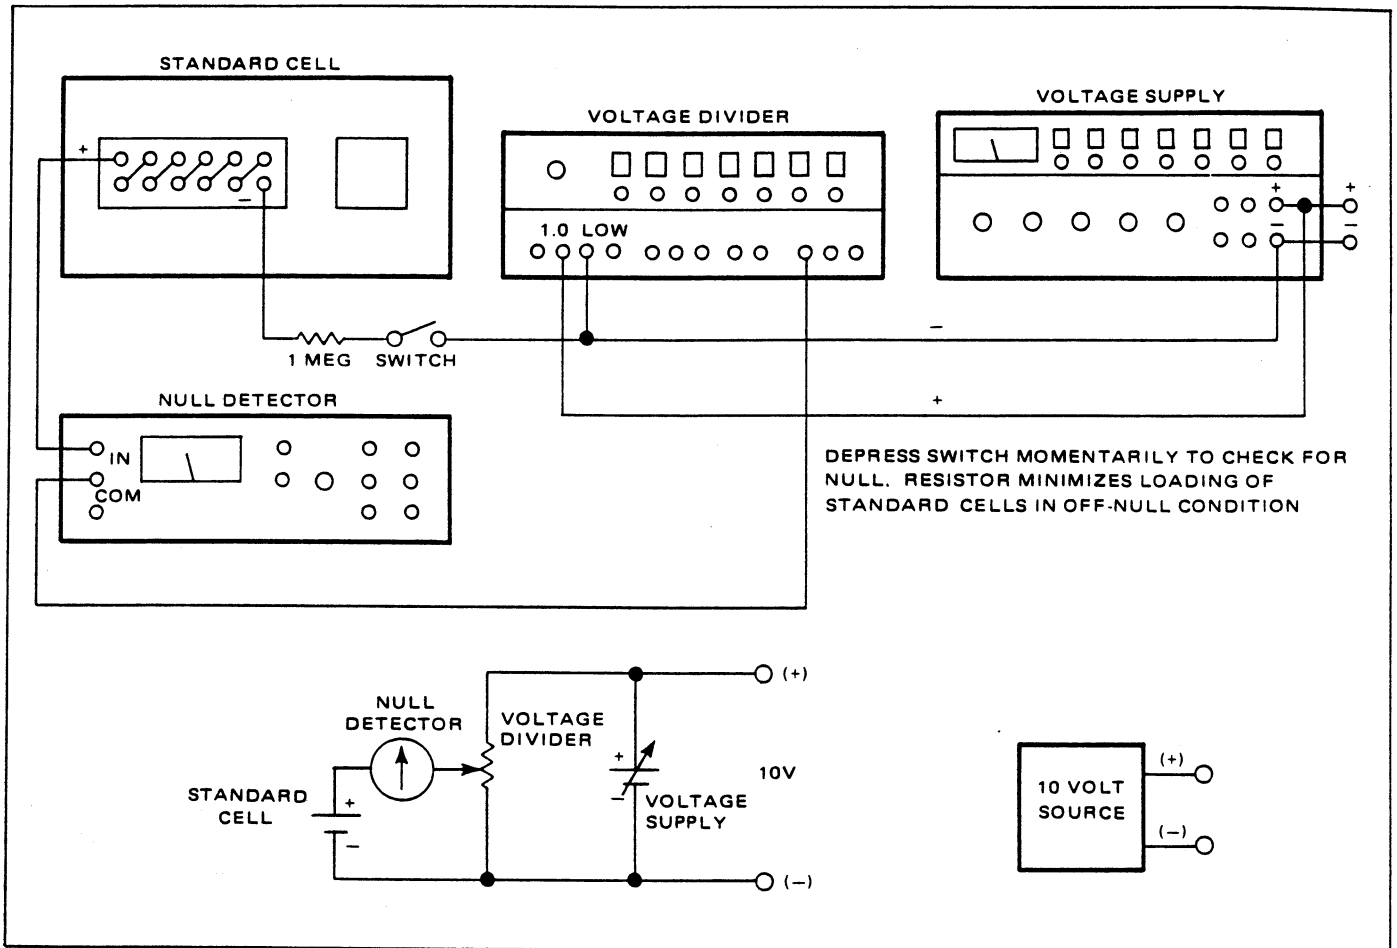 STANDARD CELL
VOLTAGE DIVIDER
VOLTAGE SUPPLY
+
−
1.0 LOW
+
−
+
−
1 MEG
SWITCH
−
+
NULL DETECTOR
IN
COM
DEPRESS SWITCH MOMENTARILY TO CHECK FOR
NULL. RESISTOR MINIMIZES LOADING OF
STANDARD CELLS IN OFF-NULL CONDITION
NULL
DETECTOR
VOLTAGE
DIVIDER
STANDARD
CELL
+
−
+
−
VOLTAGE
SUPPLY
(+)
10V
(−)
10 VOLT
SOURCE
(+)
(−)